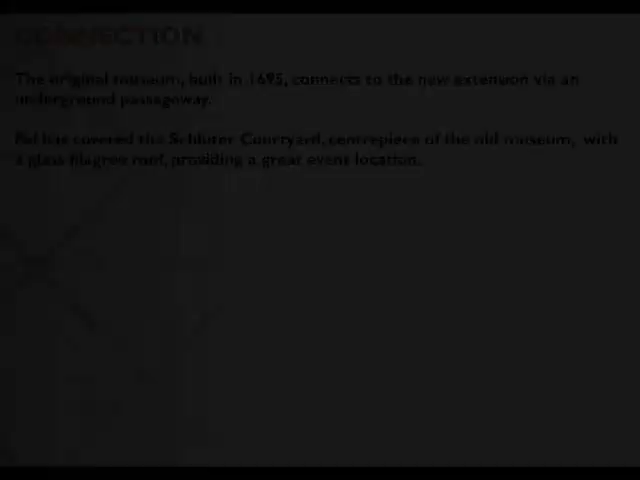 CONNECTION
The original museum, built in 1695, connects to the new extension via an
underground passageway.
Pei has covered the Schluter Courtyard, centrepiece of the old museum, with
a glass filagree roof, providing a great event location.